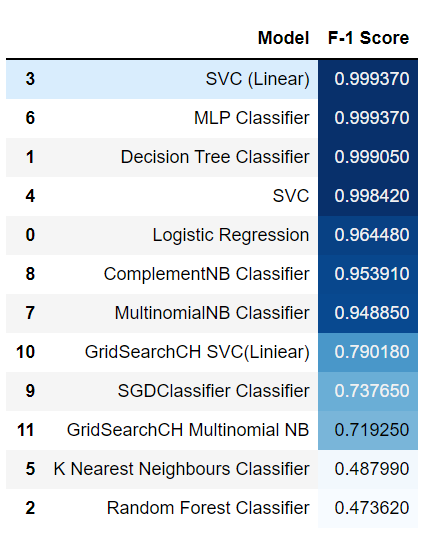 Model F-1 Score
3 SVC (Linear) 0.999370
6 MLP Classifier 0.999370
1 Decision Tree Classifier 0.999050
4 SVC 0.998420
0 Logistic Regression 0.964480
8 ComplementNB Classifier 0.953910
7 MultinomialNB Classifier 0.948850
10 GridSearchCH SVC(Liniear) 0.790180
9 SGDClassifier Classifier 0.737650
11 GridSearchCH Multinomial NB 0.719250
5 K Nearest Neighbours Classifier 0.487990
2 Random Forest Classifier 0.473620